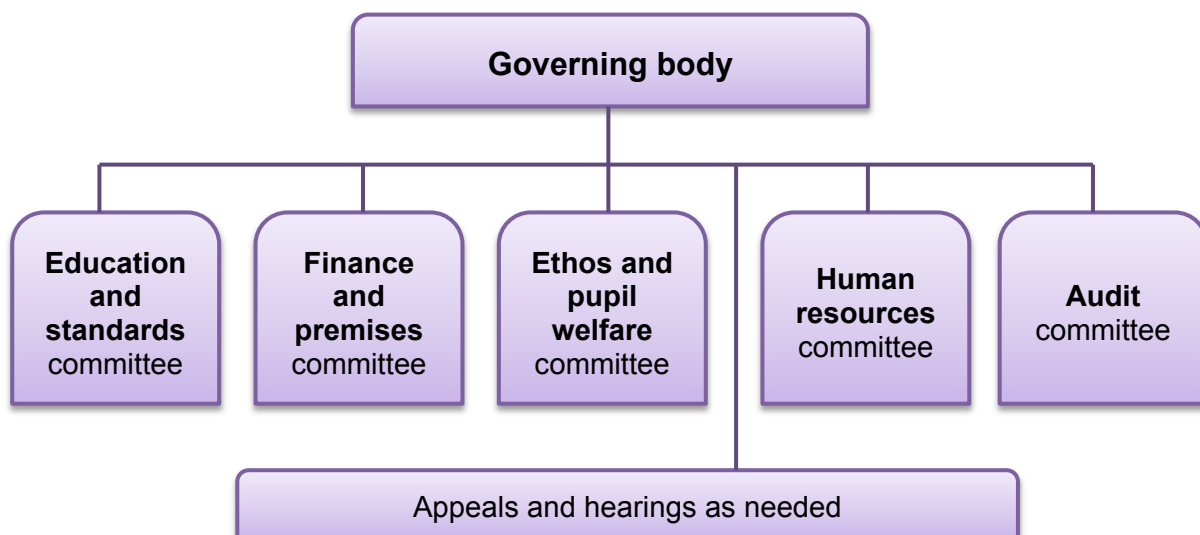 Governing body
Education
and
standards
committee
Finance
and
premises
committee
Ethos and
pupil
welfare
committee
Human
resources
committee
Audit
committee
Appeals and hearings as needed